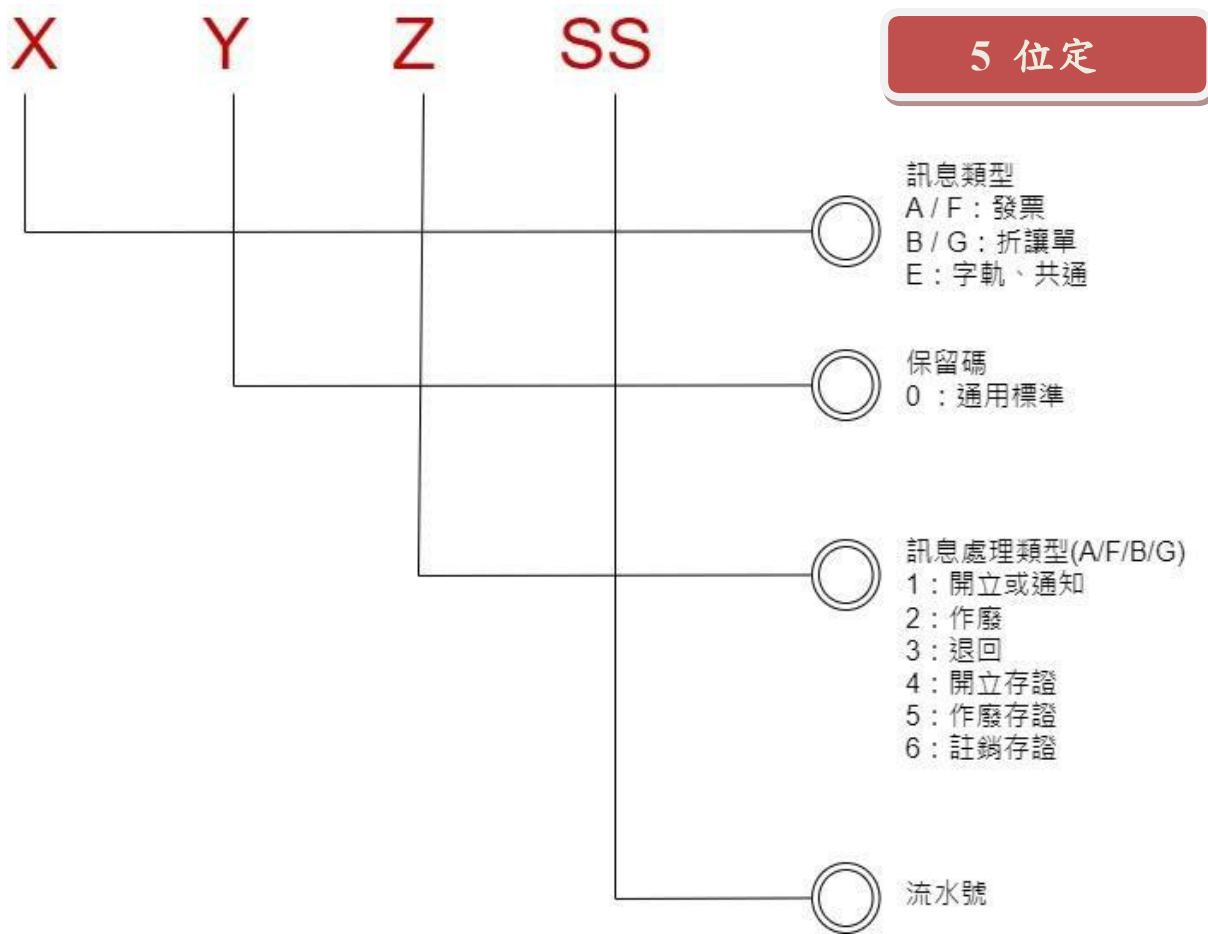 X Y Z SS
5 位定
訊息類型
A / F：發票
B / G：折讓單
E：字軌、共通
保留碼
0 ：通用標準
訊息處理類型(A/F/B/G)
1：開立或通知
2：作廢
3：退回
4：開立存證
5：作廢存證
6：註銷存證
流水號